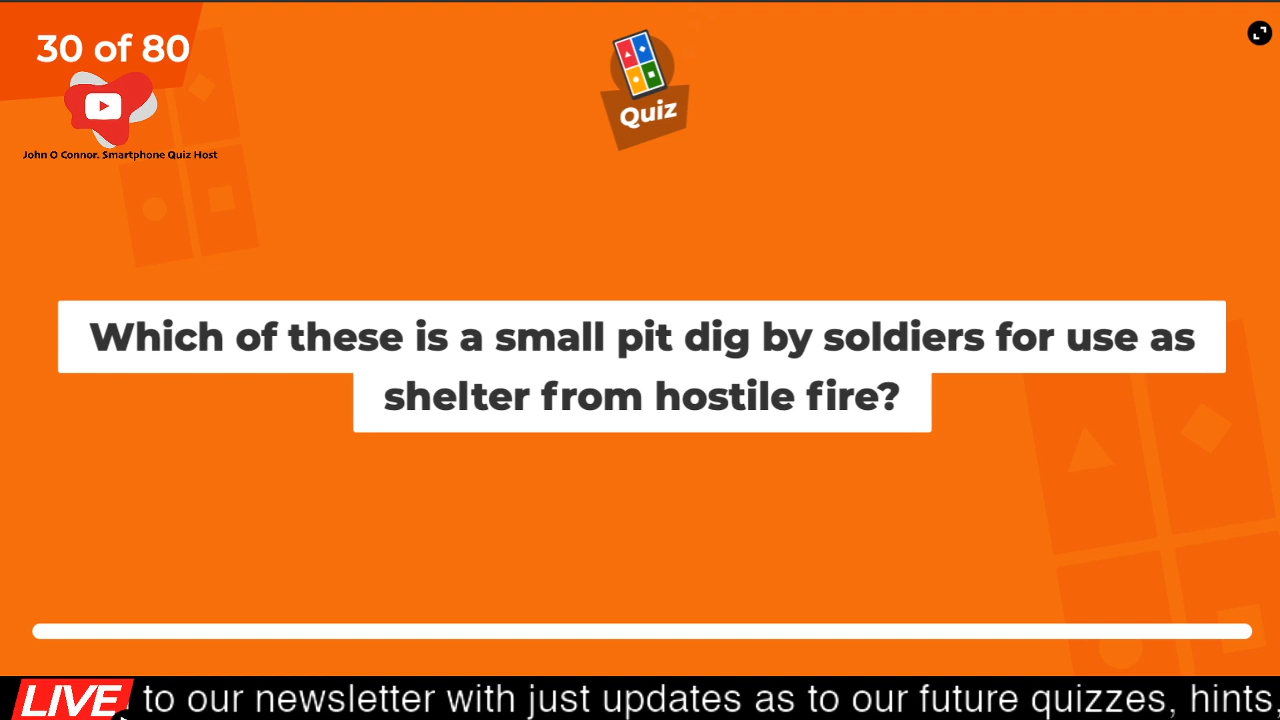 30 of 80
John O Connor. Smartphone Quiz Host
Quiz
Which of these is a small pit dig by soldiers for use as
shelter from hostile fire?
LIVE
to our newsletter with just updates as to our future quizzes, hints,